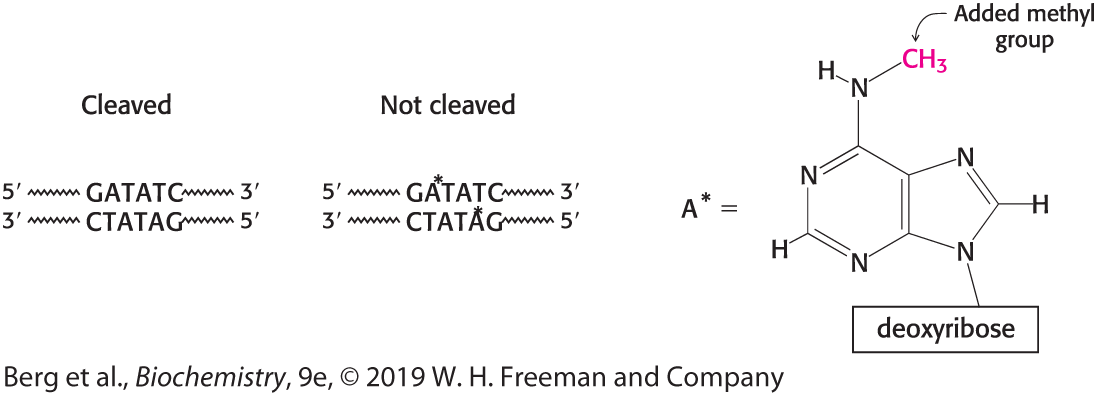 Cleaved
5′ GATATC 3′
3′ CTATAG 5′
Not cleaved
5′ GA*TATC 3′
3′ CTATA*G 5′
A* =
Added methyl
group
CH₃
H
N
N
N
N
N
H
H
deoxyribose
Berg et al., Biochemistry, 9e, © 2019 W. H. Freeman and Company